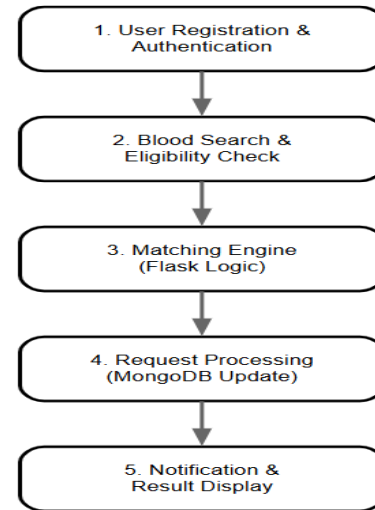 1. User Registration &
Authentication
2. Blood Search &
Eligibility Check
3. Matching Engine
(Flask Logic)
4. Request Processing
(MongoDB Update)
5. Notification &
Result Display